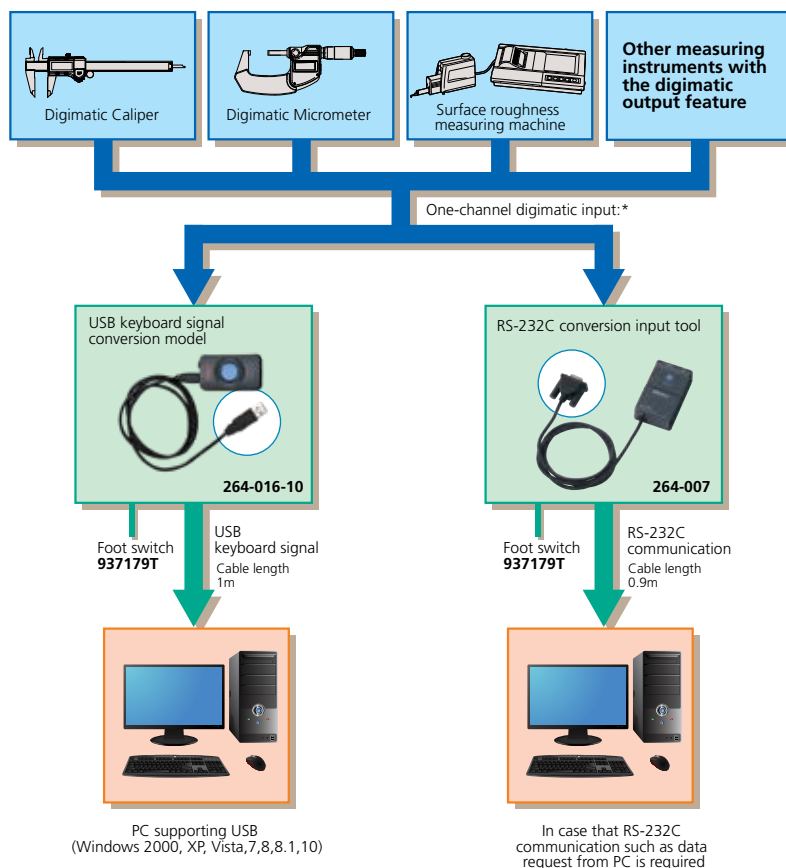 Digimatic Caliper
Digimatic Micrometer
Surface roughness
measuring machine
Other measuring
instruments with
the digimatic
output feature
One-channel digimatic input:*
USB keyboard signal
conversion model
264-016-10
RS-232C conversion input tool
264-007
Foot switch
937179T
USB
keyboard signal
Cable length
1m
Foot switch
937179T
RS-232C
communication
Cable length
0.9m
PC supporting USB
(Windows 2000, XP, Vista,7,8,8.1,10)
In case that RS-232C
communication such as data
request from PC is required